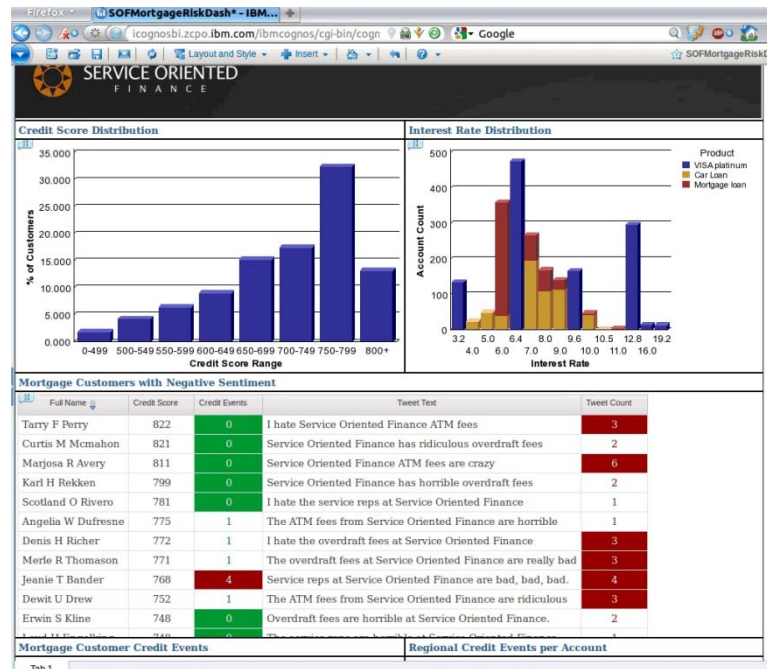 Firefox
SOFMortgageRiskDash* - IBM...
icognosbi.zcpo.ibm.com/ibmcognos/cgi-bin/cogn
Google
Layout and Style
Insert
SOFMortgageRiskD
SERVICE ORIENTED
FINANCE
Credit Score Distribution
Interest Rate Distribution
35.000
30.000
25.000
20.000
15.000
10.000
5.000
0.000
% of Customers
0-499 500-549 550-599 600-649 650-699 700-749 750-799 800+
Credit Score Range
500
400
300
200
100
0
Account Count
3.2 5.0 6.4 8.0 9.6 10.5 12.8 19.2
4.0 6.0 7.0 9.0 10.0 11.0 16.0
Interest Rate
Product
VISA platinum
Car Loan
Mortgage loan
Mortgage Customers with Negative Sentiment
Full Name Credit Score Credit Events Tweet Text Tweet Count
Tarry F Perry 822 0 I hate Service Oriented Finance ATM fees 3
Curtis M Mcmahon 821 0 Service Oriented Finance has ridiculous overdraft fees 2
Marjosa R Avery 811 0 Service Oriented Finance ATM fees are crazy 6
Karl H Rekken 799 0 Service Oriented Finance has horrible overdraft fees 2
Scotland O Rivero 781 0 I hate the service reps at Service Oriented Finance 1
Angelia W Dufresne 775 1 The ATM fees from Service Oriented Finance are horrible 1
Denis H Richer 772 1 I hate the overdraft fees at Service Oriented Finance 3
Merle R Thomason 771 1 The overdraft fees at Service Oriented Finance are really bad 3
Jeanie T Bander 768 4 Service reps at Service Oriented Finance are bad, bad, bad. 4
Dewit U Drew 752 1 The ATM fees from Service Oriented Finance are ridiculous 3
Erwin S Kline 748 0 Overdraft fees are horrible at Service Oriented Finance. 2
Mortgage Customer Credit Events
Regional Credit Events per Account
Tab 1